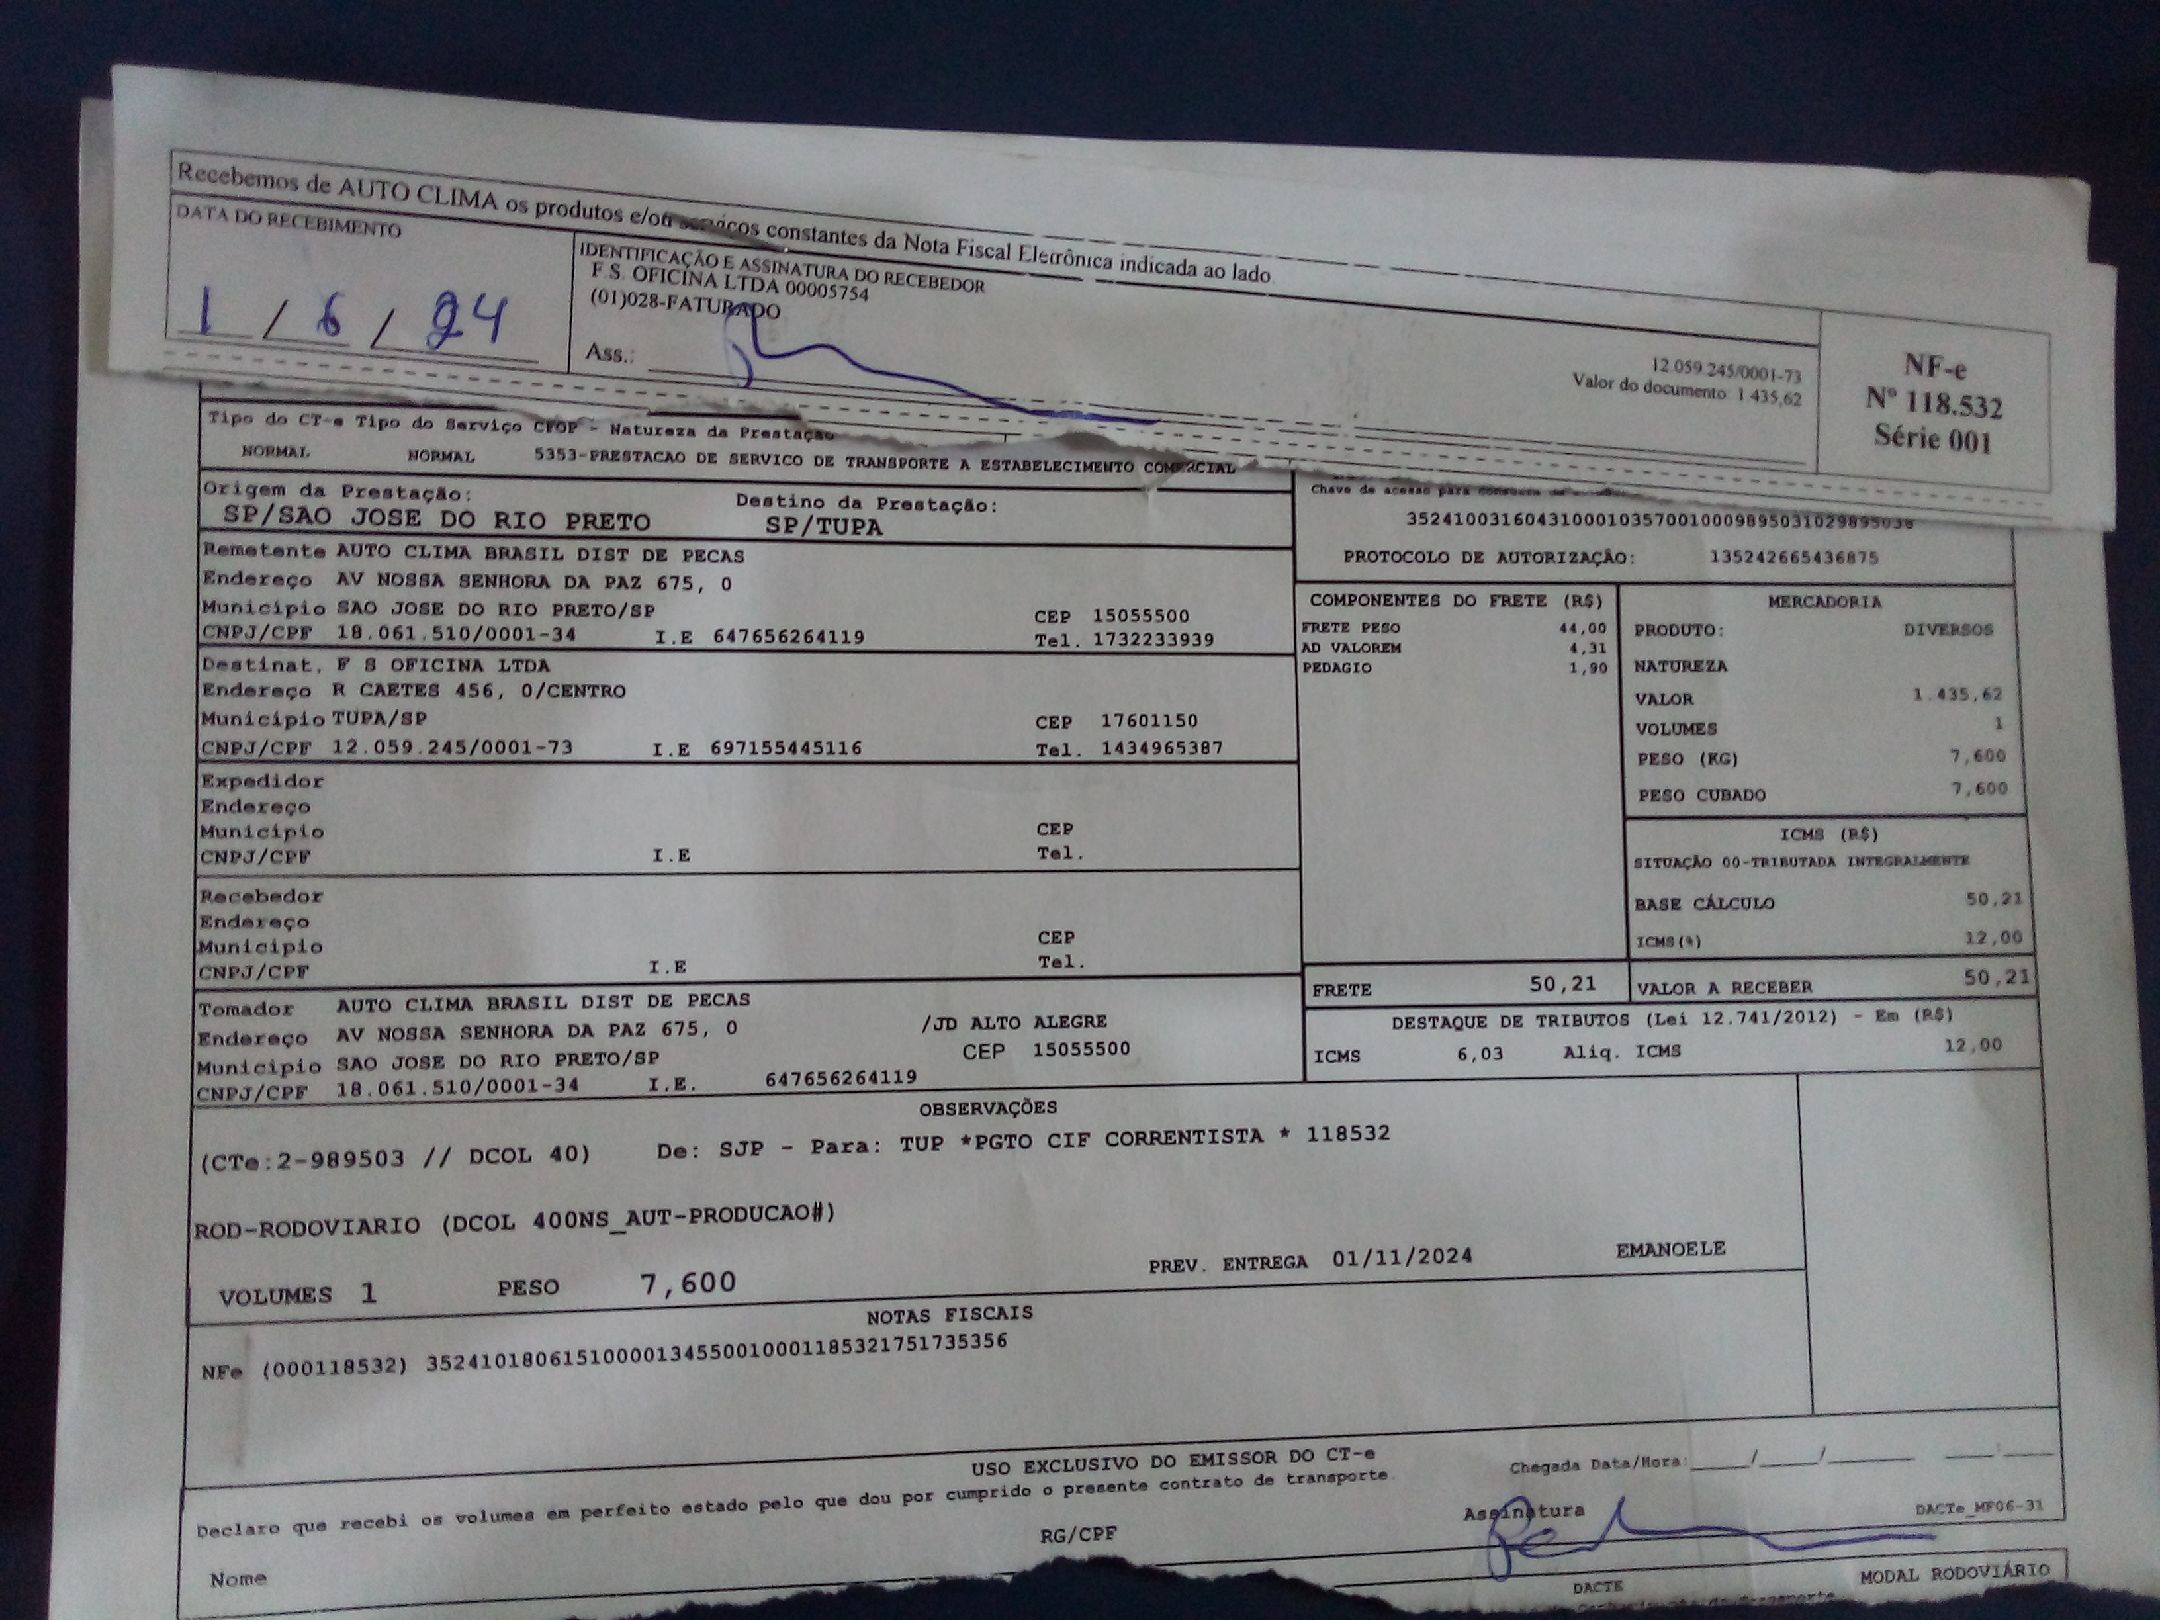 Recebemos de AUTO CLIMA os produtos e/ou serviços constantes da Nota Fiscal Eletrônica indicada ao lado.
DATA DO RECEBIMENTO
1 / 6 / 24
IDENTIFICAÇÃO E ASSINATURA DO RECEBEDOR
F.S. OFICINA LTDA 00005754
(01)028-FATURADO
Ass.:
12.059.245/0001-73
Valor do documento 1.435,62
NF-e
Nº 118.532
Série 001
Tipo do CT-e Tipo do Serviço CFOP - Natureza da Prestação
NORMAL NORMAL 5353-PRESTACAO DE SERVICO DE TRANSPORTE A ESTABELECIMENTO COMERCIAL
Origem da Prestação: Destino da Prestação:
SP/SAO JOSE DO RIO PRETO SP/TUPA
Remetente AUTO CLIMA BRASIL DIST DE PECAS
Endereço AV NOSSA SENHORA DA PAZ 675, 0
Município SAO JOSE DO RIO PRETO/SP CEP 15055500
CNPJ/CPF 18.061.510/0001-34 I.E 647656264119 Tel. 1732233939
Destinat. F S OFICINA LTDA
Endereço R CAETES 456, 0/CENTRO
Município TUPA/SP CEP 17601150
CNPJ/CPF 12.059.245/0001-73 I.E 697155445116 Tel. 1434965387
Expedidor
Endereço
Município CEP
CNPJ/CPF I.E Tel.
Recebedor
Endereço
Município CEP
CNPJ/CPF I.E Tel.
Tomador AUTO CLIMA BRASIL DIST DE PECAS
Endereço AV NOSSA SENHORA DA PAZ 675, 0 /JD ALTO ALEGRE
Município SAO JOSE DO RIO PRETO/SP CEP 15055500
CNPJ/CPF 18.061.510/0001-34 I.E. 647656264119
Chave de acesso para consulta de
PROTOCOLO DE AUTORIZAÇÃO: 135242665436875
COMPONENTES DO FRETE (R$)
FRETE PESO 44,00
AD VALOREM 4,31
PEDAGIO 1,90
MERCADORIA
PRODUTO: DIVERSOS
NATUREZA
VALOR 1.435,62
VOLUMES 1
PESO (KG) 7,600
PESO CUBADO 7,600
ICMS (R$)
SITUAÇÃO 00-TRIBUTADA INTEGRALMENTE
BASE CÁLCULO 50,21
ICMS(%) 12,00
FRETE 50,21
VALOR A RECEBER 50,21
DESTAQUE DE TRIBUTOS (Lei 12.741/2012) - Em (R$)
ICMS 6,03 Aliq. ICMS 12,00
OBSERVAÇÕES
(CTe:2-989503 // DCOL 40) De: SJP - Para: TUP *PGTO CIF CORRENTISTA * 118532
ROD-RODOVIARIO (DCOL 400NS_AUT-PRODUCAO#)
VOLUMES 1 PESO 7,600 PREV. ENTREGA 01/11/2024 EMANOELE
NOTAS FISCAIS
NFe (000118532) 35241018061510000134550010001185321751735356
USO EXCLUSIVO DO EMISSOR DO CT-e
Declaro que recebi os volumes em perfeito estado pelo que dou por cumprido o presente contrato de transporte.
Chegada Data/Hora:____/____/______ ____:____
Nome RG/CPF Assinatura DACTe_MF06-31
DACTE
MODAL RODOVIÁRIO